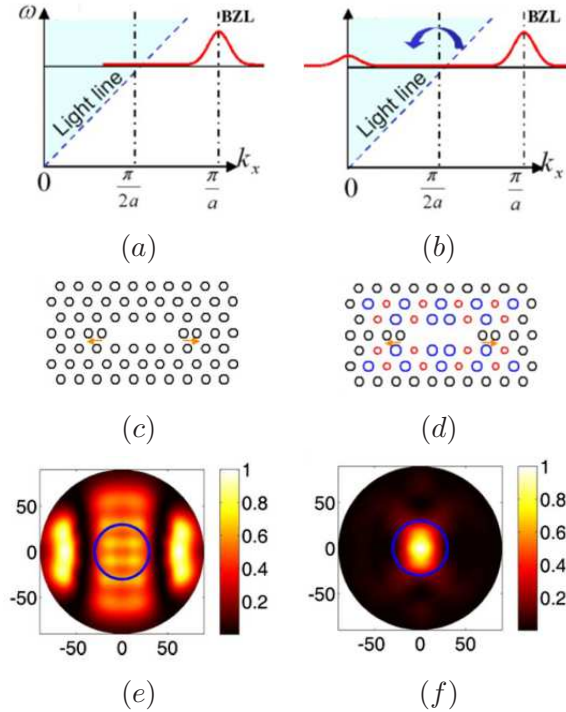 ω BZL
Light line
0 π/2a π/a k_x
(a)
BZL
Light line
0 π/2a π/a k_x
(b)
(c)
(d)
50
0
-50
-50 0 50
1
0.8
0.6
0.4
0.2
(e)
50
0
-50
-50 0 50
1
0.8
0.6
0.4
0.2
(f)